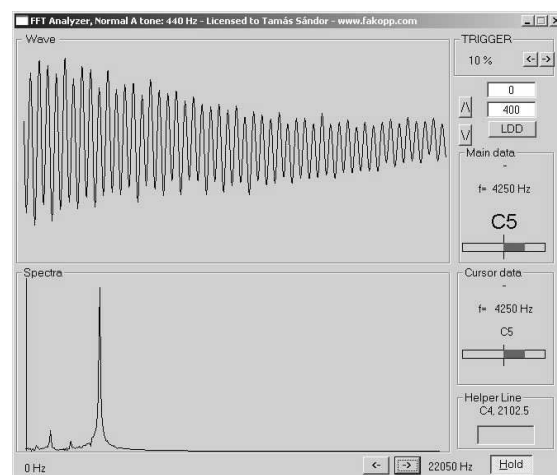 FFT Analyzer, Normal A tone: 440 Hz - Licensed to Tamás Sándor - www.fakopp.com
Wave
TRIGGER
10 %
<-
->
0
/\
400
\/
LDD
Main data
-
f= 4250 Hz
C5
Spectra
Cursor data
-
f= 4250 Hz
C5
Helper Line
C4, 2102.5
0 Hz
<-
->
22050 Hz
Hold